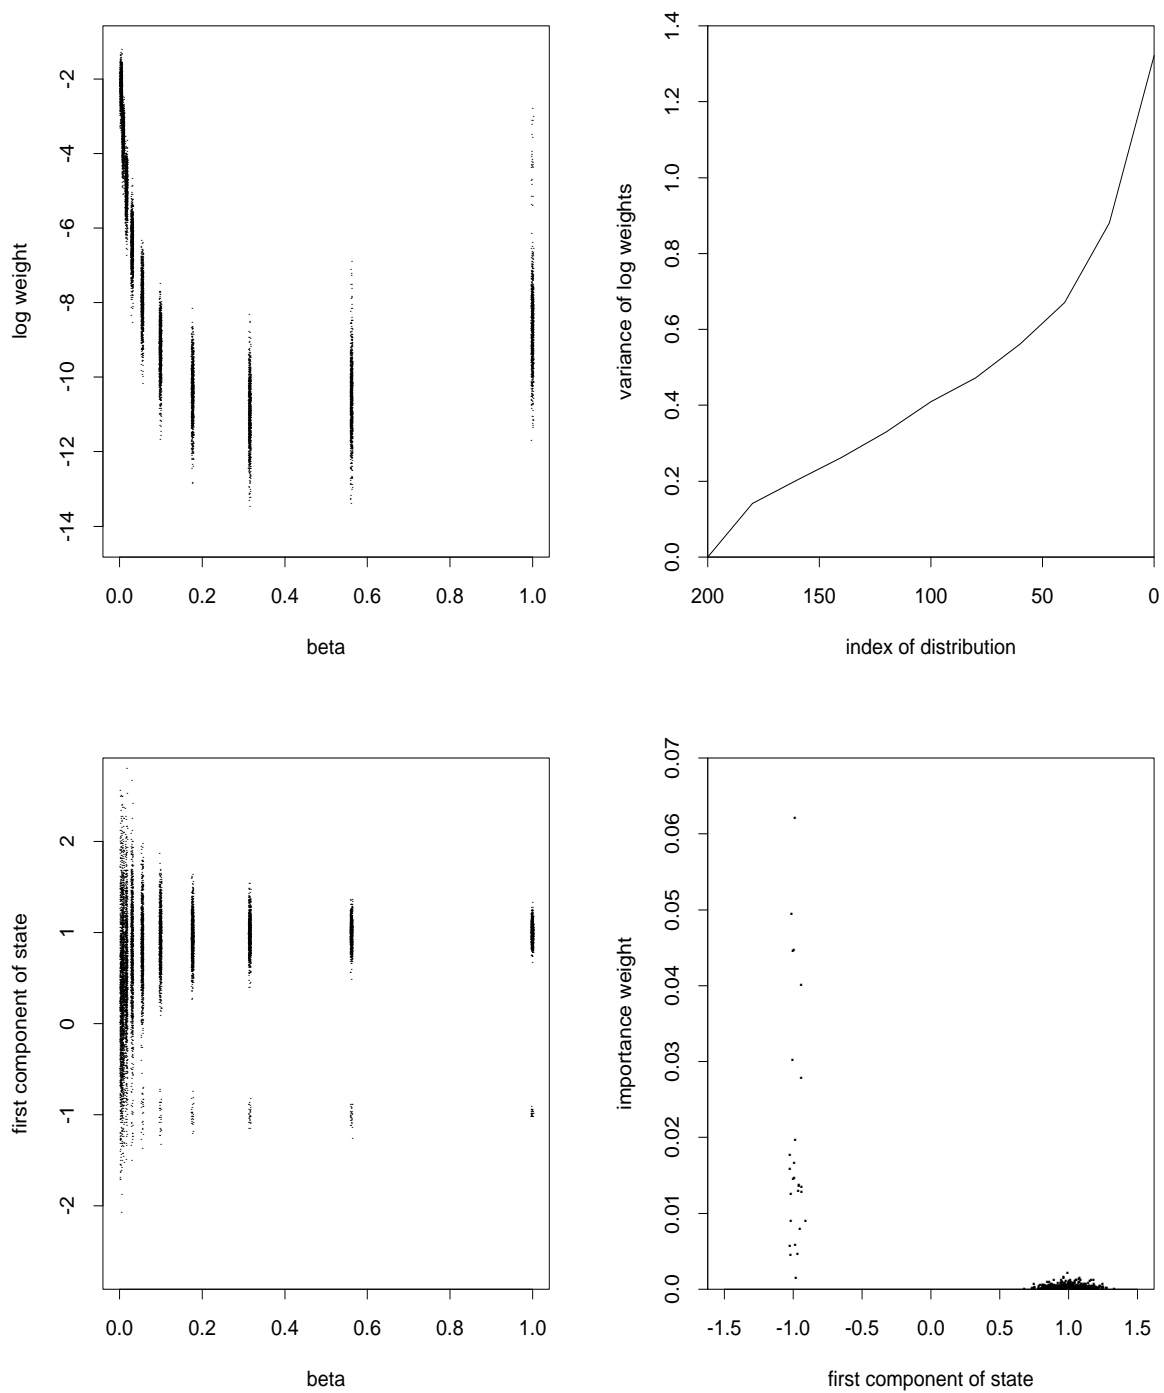 log weight
-2
-4
-6
-8
-10
-12
-14
0.0 0.2 0.4 0.6 0.8 1.0
beta
variance of log weights
1.4
1.2
1.0
0.8
0.6
0.4
0.2
0.0
200 150 100 50 0
index of distribution
first component of state
2
1
0
-1
-2
0.0 0.2 0.4 0.6 0.8 1.0
beta
importance weight
0.07
0.06
0.05
0.04
0.03
0.02
0.01
0.0
-1.5 -1.0 -0.5 0.0 0.5 1.0 1.5
first component of state